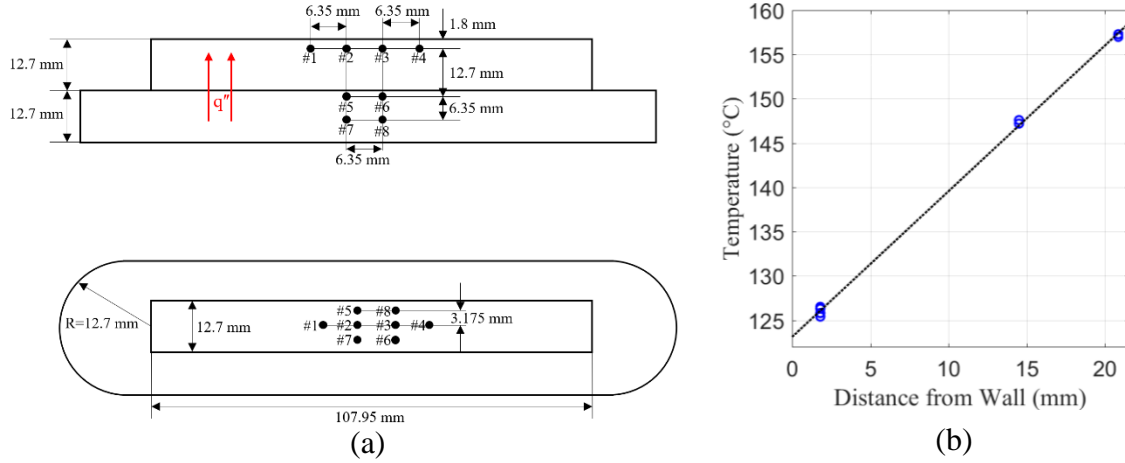 6.35 mm 6.35 mm
1.8 mm
12.7 mm
#1 #2 #3 #4
12.7 mm
q"
12.7 mm
#5 #6
6.35 mm
#7 #8
6.35 mm
R=12.7 mm
12.7 mm
#5 #8
#1 #2 #3 #4
3.175 mm
#7 #6
107.95 mm
(a)
160
155
150
145
140
135
130
125
Temperature (°C)
0 5 10 15 20
Distance from Wall (mm)
(b)